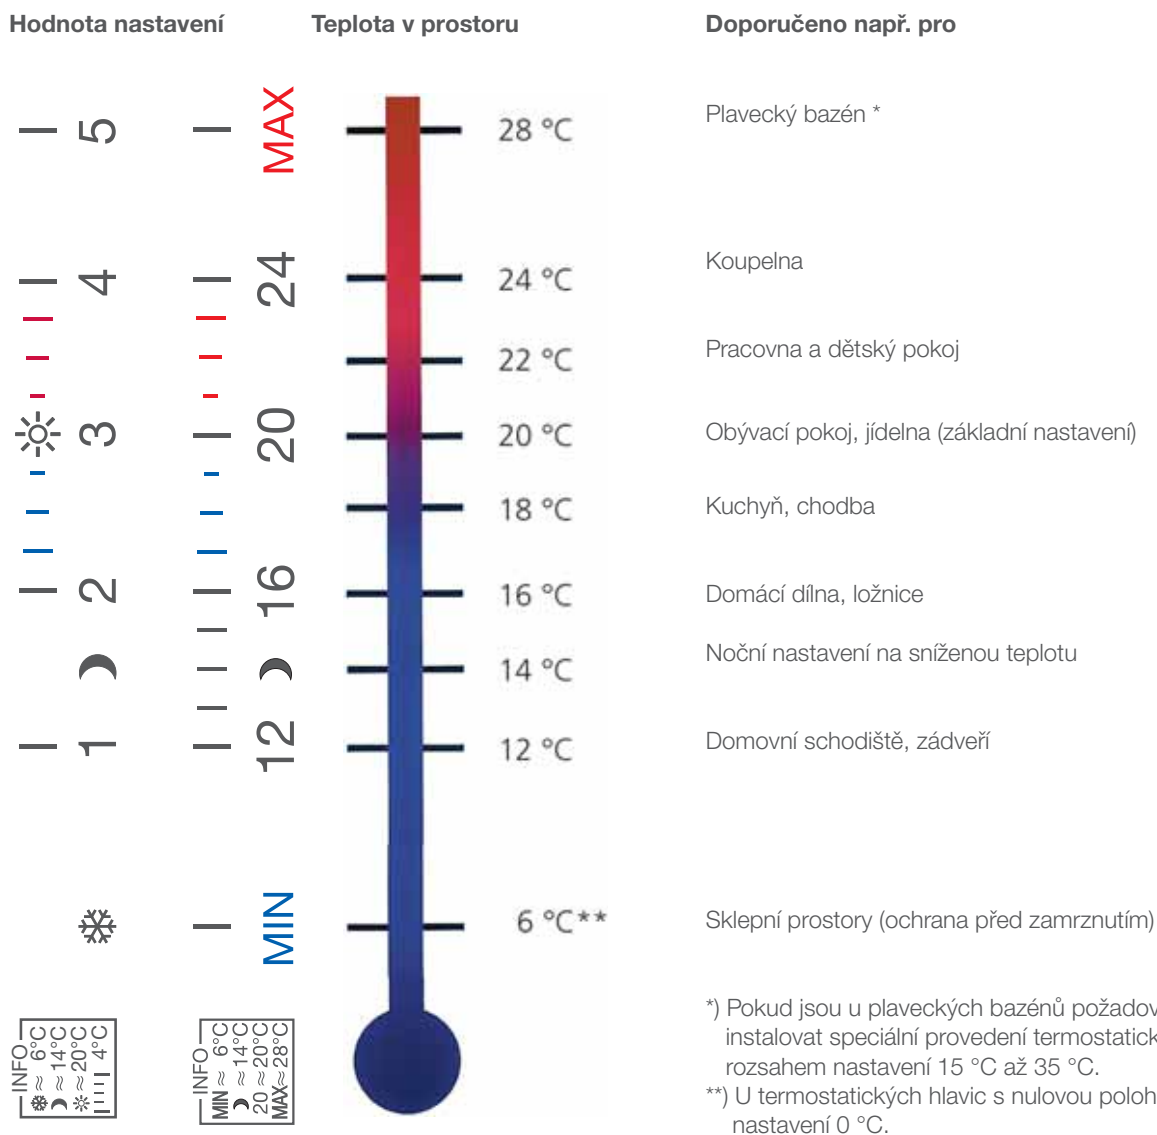 Hodnota nastavení Teplota v prostoru Doporučeno např. pro
5 MAX 28 °C Plavecký bazén *
4 24 24 °C Koupelna
22 °C Pracovna a dětský pokoj
3 20 20 °C Obývací pokoj, jídelna (základní nastavení)
18 °C Kuchyň, chodba
2 16 16 °C Domácí dílna, ložnice
14 °C Noční nastavení na sníženou teplotu
1 12 12 °C Domovní schodiště, zádveří
MIN 6 °C** Sklepní prostory (ochrana před zamrznutím)
INFO
≈ 6°C
≈ 14°C
≈ 20°C
4°C
INFO
MIN ≈ 6°C
≈ 14°C
20 ≈ 20°C
MAX≈ 28°C
*) Pokud jsou u plaveckých bazénů
instalovat speciální provedení
rozsahem nastavení 15 °C až 35 °C.
**) U termostatických hlavic s nulovou
nastavení 0 °C.